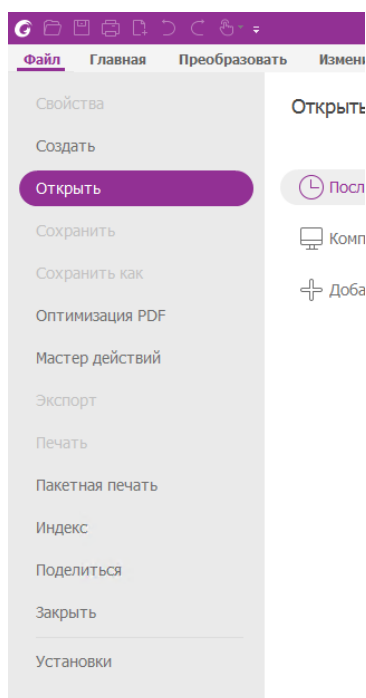 Файл Главная Преобразовать
Свойства
Открыть
Создать
Открыть
Сохранить
Сохранить как
Оптимизация PDF
Мастер действий
Экспорт
Печать
Пакетная печать
Индекс
Поделиться
Закрыть
Установки